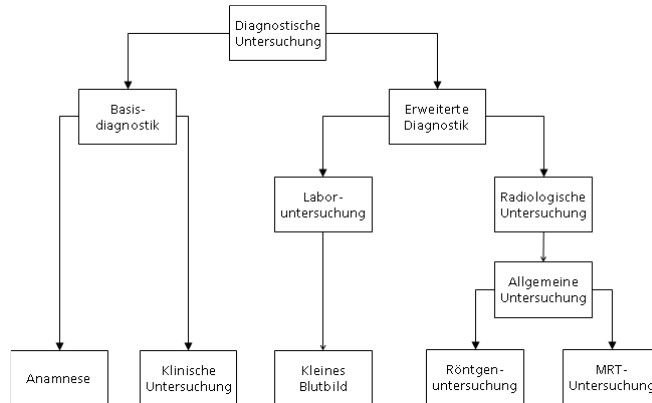 Diagnostische
Untersuchung
Basis-
diagnostik
Erweiterte
Diagnostik
Labor-
untersuchung
Radiologische
Untersuchung
Allgemeine
Untersuchung
Anamnese
Klinische
Untersuchung
Kleines
Blutbild
Röntgen-
untersuchung
MRT-
Untersuchung